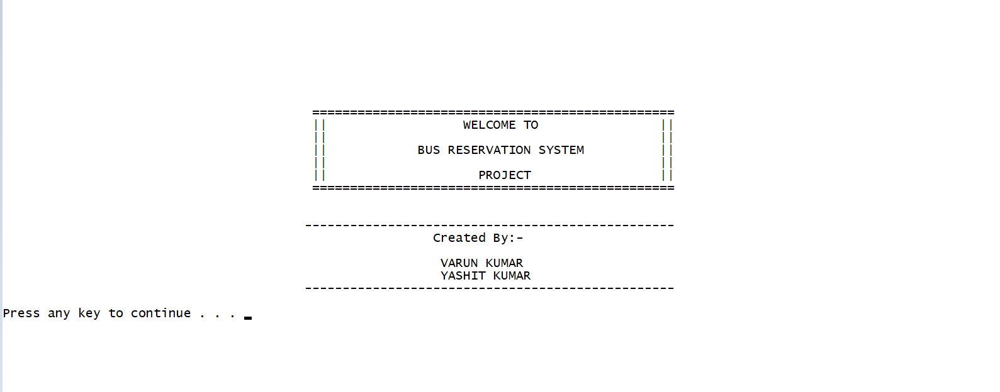 ================================================
|| WELCOME TO ||
|| ||
|| BUS RESERVATION SYSTEM ||
|| ||
|| PROJECT ||
================================================
-------------------------------------------------
Created By:-
VARUN KUMAR
YASHIT KUMAR
-------------------------------------------------
Press any key to continue . . .